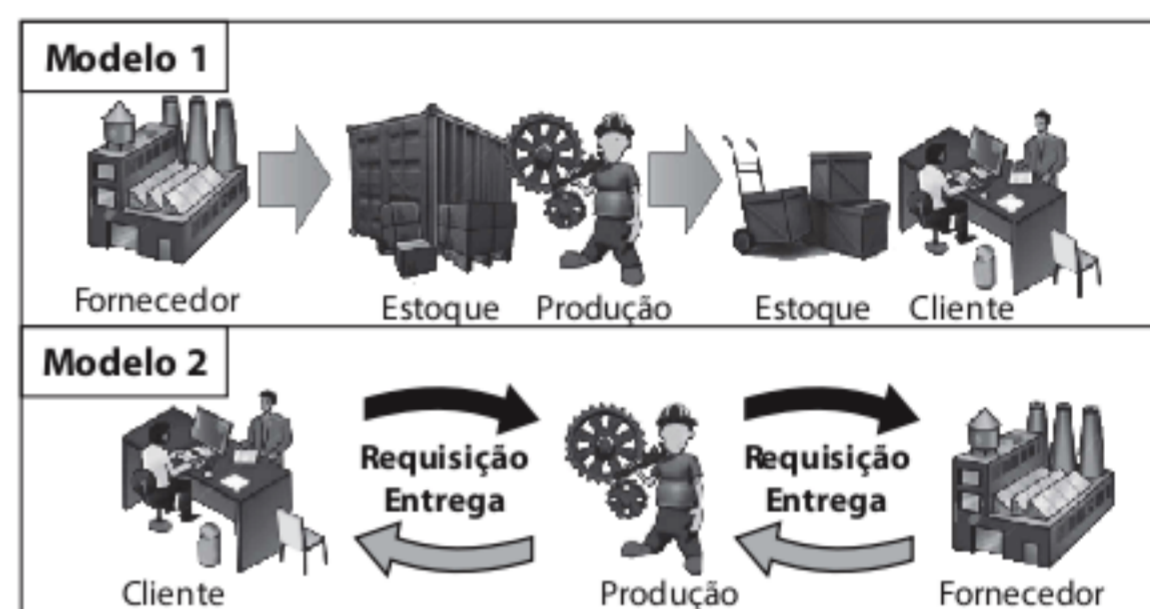 Modelo 1
Fornecedor
Estoque
Produção
Estoque
Cliente
Modelo 2
Requisição
Entrega
Requisição
Entrega
Cliente
Produção
Fornecedor